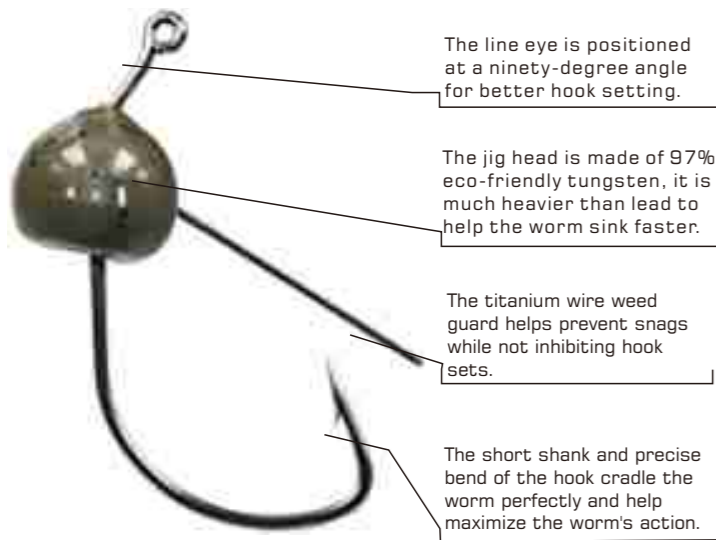 The line eye is positioned
at a ninety-degree angle
for better hook setting.
The jig head is made of 97%
eco-friendly tungsten, it is
much heavier than lead to
help the worm sink faster.
The titanium wire weed
guard helps prevent snags
while not inhibiting hook
sets.
The short shank and precise
bend of the hook cradle the
worm perfectly and help
maximize the worm's action.